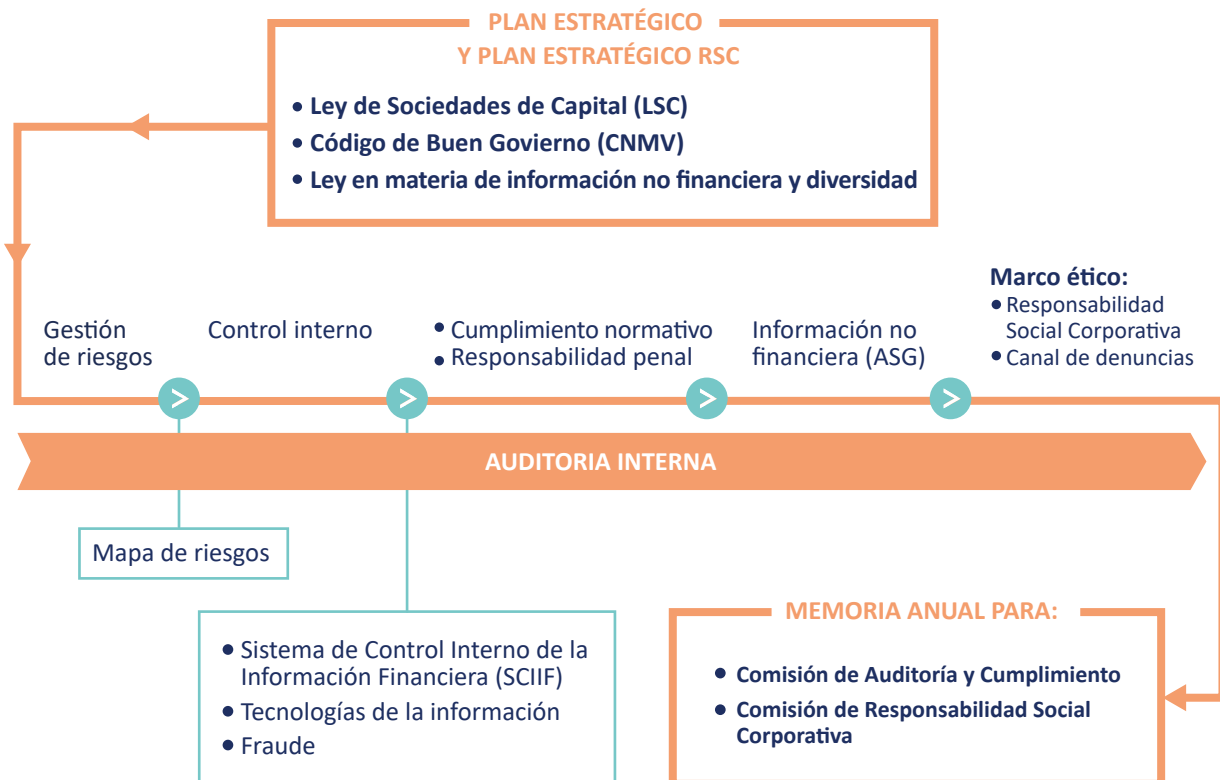 PLAN ESTRATÉGICO
Y PLAN ESTRATÉGICO RSC
• Ley de Sociedades de Capital (LSC)
• Código de Buen Govierno (CNMV)
• Ley en materia de información no financiera y diversidad
Gestión
de riesgos
Control interno
• Cumplimiento normativo
• Responsabilidad penal
Información no
financiera (ASG)
Marco ético:
• Responsabilidad
Social Corporativa
• Canal de denuncias
> > > >
AUDITORIA INTERNA
Mapa de riesgos
• Sistema de Control Interno de la
Información Financiera (SCIIF)
• Tecnologías de la información
• Fraude
MEMORIA ANUAL PARA:
• Comisión de Auditoría y Cumplimiento
• Comisión de Responsabilidad Social
Corporativa